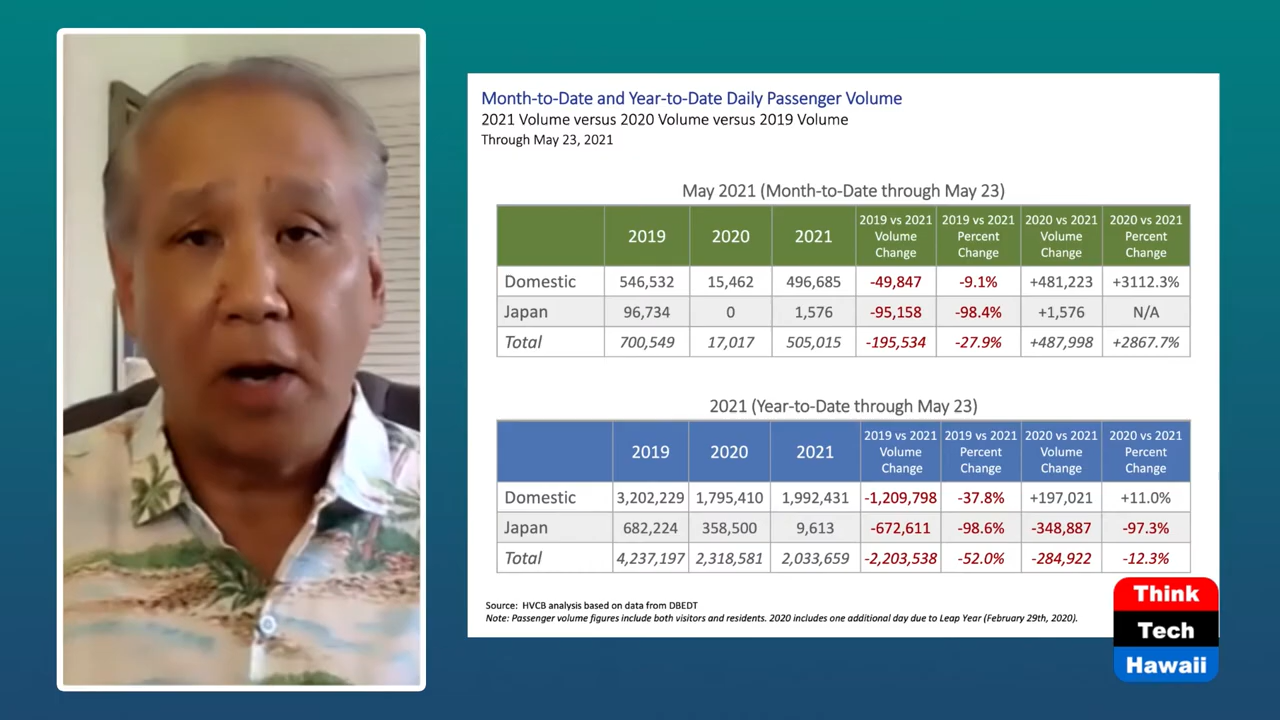 Month-to-Date and Year-to-Date Daily Passenger Volume
2021 Volume versus 2020 Volume versus 2019 Volume
Through May 23, 2021
May 2021 (Month-to-Date through May 23)
2019 2020 2021 2019 vs 2021 Volume Change 2019 vs 2021 Percent Change 2020 vs 2021 Volume Change 2020 vs 2021 Percent Change
Domestic 546,532 15,462 496,685 -49,847 -9.1% +481,223 +3112.3%
Japan 96,734 0 1,576 -95,158 -98.4% +1,576 N/A
Total 700,549 17,017 505,015 -195,534 -27.9% +487,998 +2867.7%
2021 (Year-to-Date through May 23)
2019 2020 2021 2019 vs 2021 Volume Change 2019 vs 2021 Percent Change 2020 vs 2021 Volume Change 2020 vs 2021 Percent Change
Domestic 3,202,229 1,795,410 1,992,431 -1,209,798 -37.8% +197,021 +11.0%
Japan 682,224 358,500 9,613 -672,611 -98.6% -348,887 -97.3%
Total 4,237,197 2,318,581 2,033,659 -2,203,538 -52.0% -284,922 -12.3%
Source: HVCB analysis based on data from DBEDT
Note: Passenger volume figures include both visitors and residents. 2020 includes one additional day due to Leap Year (February 29th, 2020).
Think
Tech
Hawaii